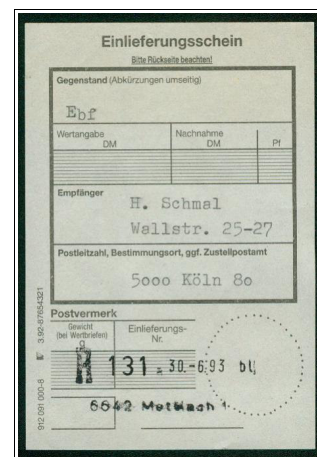 Einlieferungsschein
Bitte Rückseite beachten!
Gegenstand (Abkürzungen umseitig)
Ebf
Wertangabe Nachnahme
DM DM Pf
Empfänger
H. Schmal
Wallstr. 25-27
Postleitzahl, Bestimmungsort, ggf. Zustellpostamt
5000 Köln 80
Postvermerk
Gewicht Einlieferungs-
(bei Wertbriefen) Nr.
R 131 30.-6.93 bl
6642 Mettlach 1
912 091 000-8 3.92-87654321